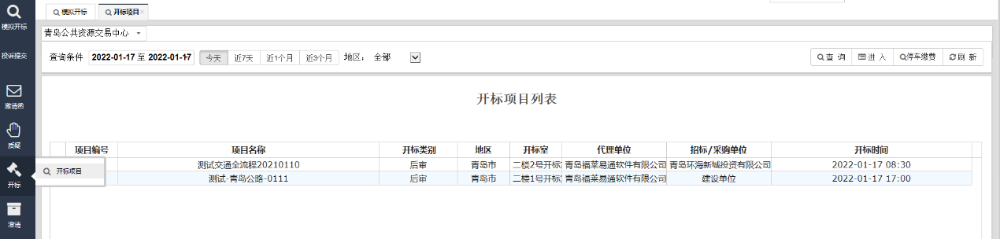 模拟开标
投诉提交
邀请函
质疑
开标
澄清
开标项目
模拟开标 开标项目
青岛公共资源交易中心
查询条件 2022-01-17 至 2022-01-17 今天 近7天 近1个月 近3个月 地区： 全部 查 询 进 入 停车缴费 刷 新
开标项目列表
项目编号 项目名称 开标类别 地区 开标室 代理单位 招标/采购单位 开标时间
测试交通全流程20210110 后审 青岛市 二楼2号开标 青岛福莱易通软件有限公司 青岛环海新城投资有限公司 2022-01-17 08:30
测试-青岛公路-0111 后审 青岛市 二楼1号开标 青岛福莱易通软件有限公司 建设单位 2022-01-17 17:00